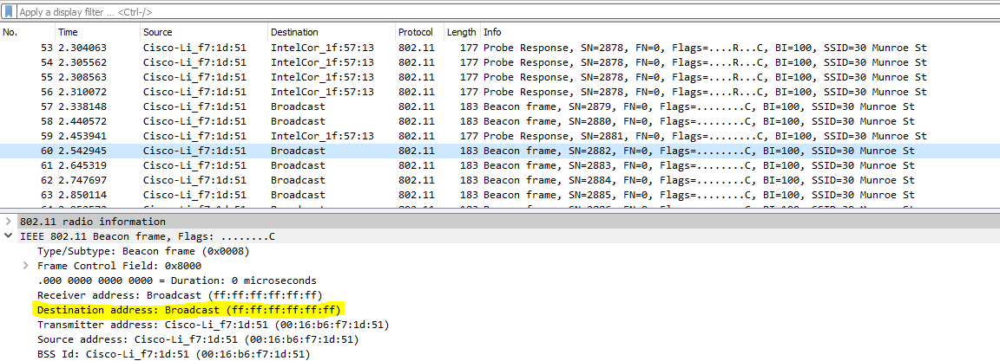 Apply a display filter ... <Ctrl-/>
No. Time Source Destination Protocol Length Info
53 2.304063 Cisco-Li_f7:1d:51 IntelCor_1f:57:13 802.11 177 Probe Response, SN=2878, FN=0, Flags=....R...C, BI=100, SSID=30 Munroe St
54 2.305562 Cisco-Li_f7:1d:51 IntelCor_1f:57:13 802.11 177 Probe Response, SN=2878, FN=0, Flags=....R...C, BI=100, SSID=30 Munroe St
55 2.308563 Cisco-Li_f7:1d:51 IntelCor_1f:57:13 802.11 177 Probe Response, SN=2878, FN=0, Flags=....R...C, BI=100, SSID=30 Munroe St
56 2.310072 Cisco-Li_f7:1d:51 IntelCor_1f:57:13 802.11 177 Probe Response, SN=2878, FN=0, Flags=....R...C, BI=100, SSID=30 Munroe St
57 2.338148 Cisco-Li_f7:1d:51 Broadcast 802.11 183 Beacon frame, SN=2879, FN=0, Flags=........C, BI=100, SSID=30 Munroe St
58 2.440572 Cisco-Li_f7:1d:51 Broadcast 802.11 183 Beacon frame, SN=2880, FN=0, Flags=........C, BI=100, SSID=30 Munroe St
59 2.453941 Cisco-Li_f7:1d:51 IntelCor_1f:57:13 802.11 177 Probe Response, SN=2881, FN=0, Flags=........C, BI=100, SSID=30 Munroe St
60 2.542945 Cisco-Li_f7:1d:51 Broadcast 802.11 183 Beacon frame, SN=2882, FN=0, Flags=........C, BI=100, SSID=30 Munroe St
61 2.645319 Cisco-Li_f7:1d:51 Broadcast 802.11 183 Beacon frame, SN=2883, FN=0, Flags=........C, BI=100, SSID=30 Munroe St
62 2.747697 Cisco-Li_f7:1d:51 Broadcast 802.11 183 Beacon frame, SN=2884, FN=0, Flags=........C, BI=100, SSID=30 Munroe St
63 2.850114 Cisco-Li_f7:1d:51 Broadcast 802.11 183 Beacon frame, SN=2885, FN=0, Flags=........C, BI=100, SSID=30 Munroe St
802.11 radio information
IEEE 802.11 Beacon frame, Flags: ........C
Type/Subtype: Beacon frame (0x0008)
Frame Control Field: 0x8000
.000 0000 0000 0000 = Duration: 0 microseconds
Receiver address: Broadcast (ff:ff:ff:ff:ff:ff)
Destination address: Broadcast (ff:ff:ff:ff:ff:ff)
Transmitter address: Cisco-Li_f7:1d:51 (00:16:b6:f7:1d:51)
Source address: Cisco-Li_f7:1d:51 (00:16:b6:f7:1d:51)
BSS Id: Cisco-Li_f7:1d:51 (00:16:b6:f7:1d:51)